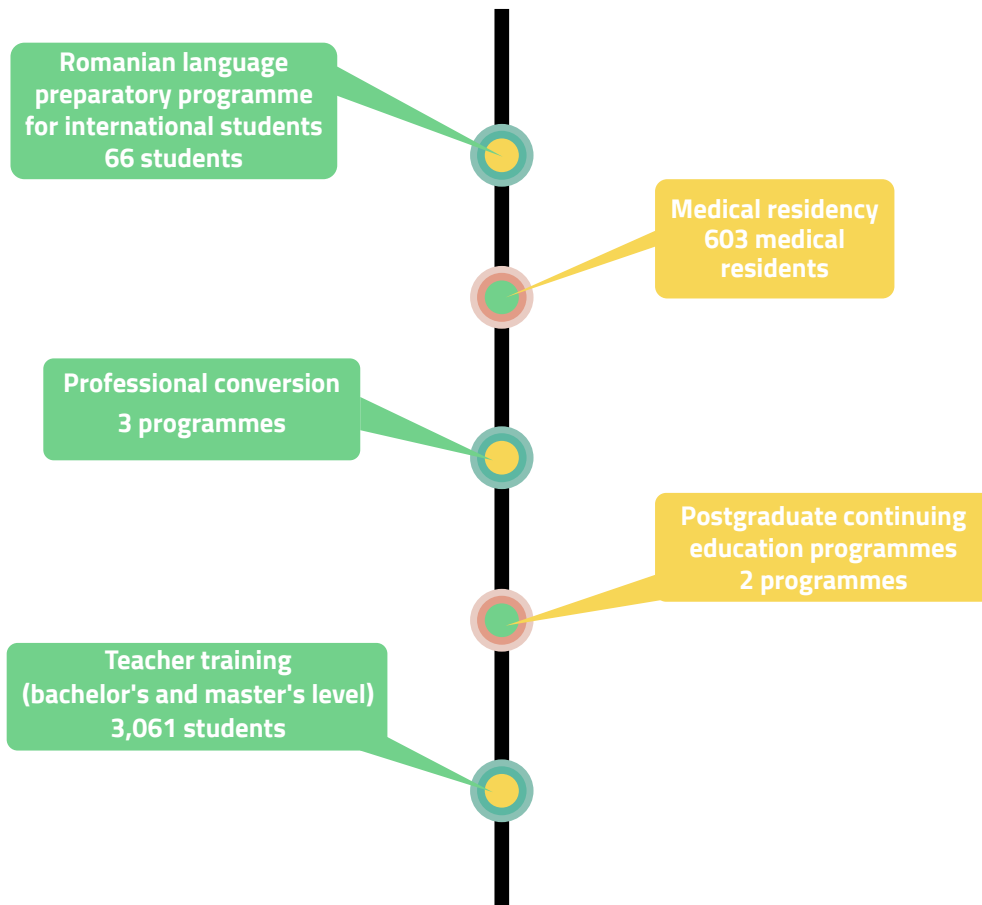 Romanian language
preparatory programme
for international students
66 students
Medical residency
603 medical
residents
Professional conversion
3 programmes
Postgraduate continuing
education programmes
2 programmes
Teacher training
(bachelor's and master's level)
3,061 students